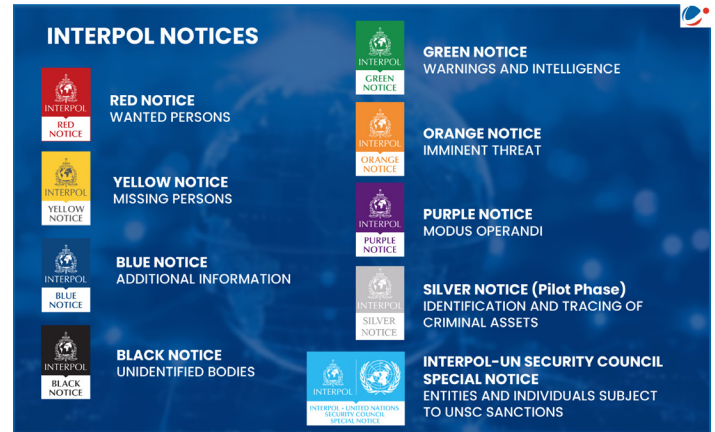 INTERPOL NOTICES
INTERPOL
RED
NOTICE
RED NOTICE
WANTED PERSONS
INTERPOL
YELLOW
NOTICE
YELLOW NOTICE
MISSING PERSONS
INTERPOL
BLUE
NOTICE
BLUE NOTICE
ADDITIONAL INFORMATION
INTERPOL
BLACK
NOTICE
BLACK NOTICE
UNIDENTIFIED BODIES
INTERPOL
GREEN
NOTICE
GREEN NOTICE
WARNINGS AND INTELLIGENCE
INTERPOL
ORANGE
NOTICE
ORANGE NOTICE
IMMINENT THREAT
INTERPOL
PURPLE
NOTICE
PURPLE NOTICE
MODUS OPERANDI
INTERPOL
SILVER
NOTICE
SILVER NOTICE (Pilot Phase)
IDENTIFICATION AND TRACING OF
CRIMINAL ASSETS
INTERPOL
INTERPOL - UNITED NATIONS
SECURITY COUNCIL
SPECIAL NOTICE
INTERPOL-UN SECURITY COUNCIL
SPECIAL NOTICE
ENTITIES AND INDIVIDUALS SUBJECT
TO UNSC SANCTIONS